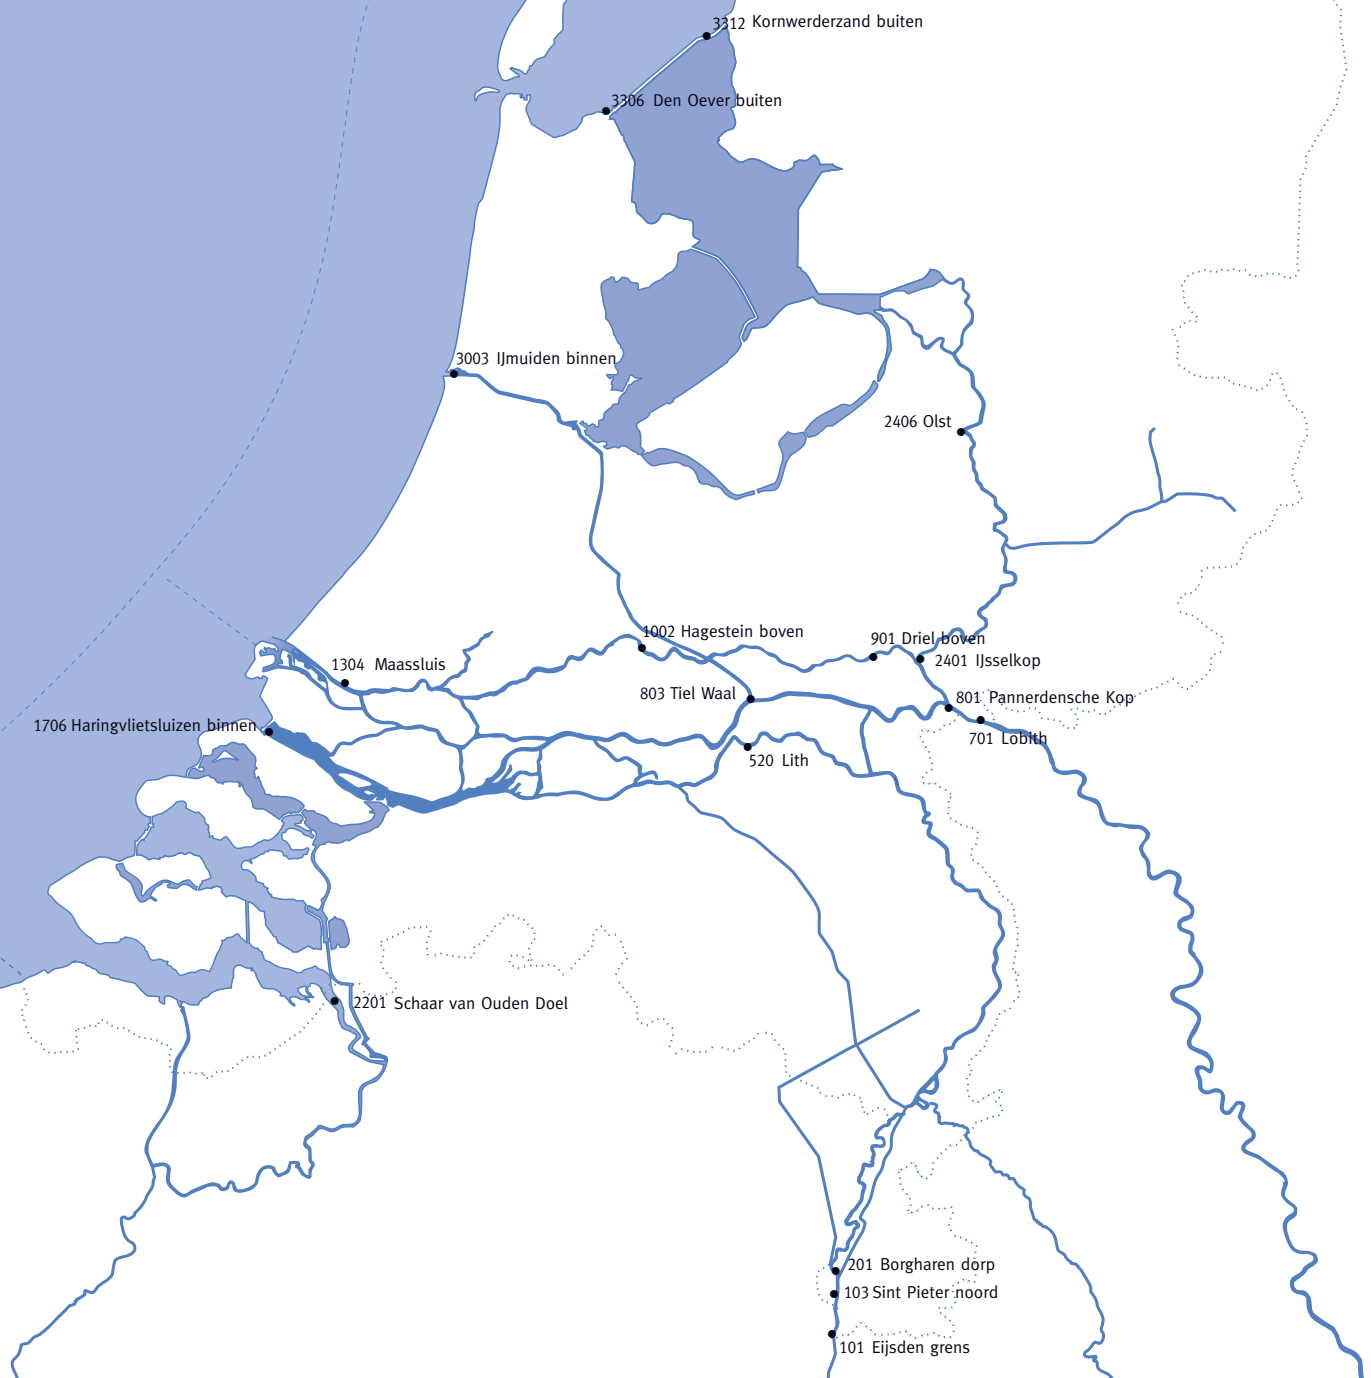 3312 Kornwerderzand buiten
3306 Den Oever buiten
3003 IJmuiden binnen
2406 Olst
1002 Hagestein boven
901 Driel boven
2401 IJsselkop
1304 Maassluis
803 Tiel Waal
801 Pannerdensche Kop
1706 Haringvlietsluizen binnen
701 Lobith
520 Lith
2201 Schaar van Ouden Doel
201 Borgharen dorp
103 Sint Pieter noord
101 Eijsden grens